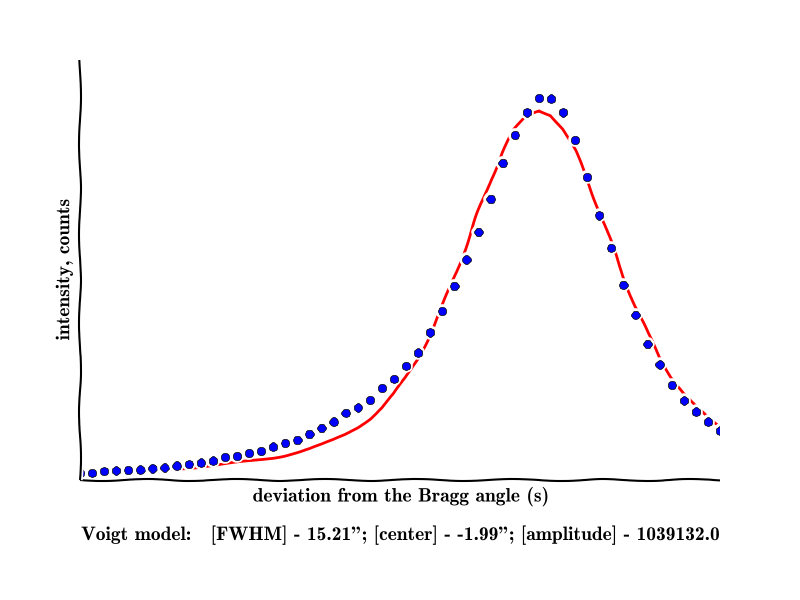 intensity, counts
deviation from the Bragg angle (s)
Voigt model: [FWHM] - 15.21”; [center] - -1.99”; [amplitude] - 1039132.0